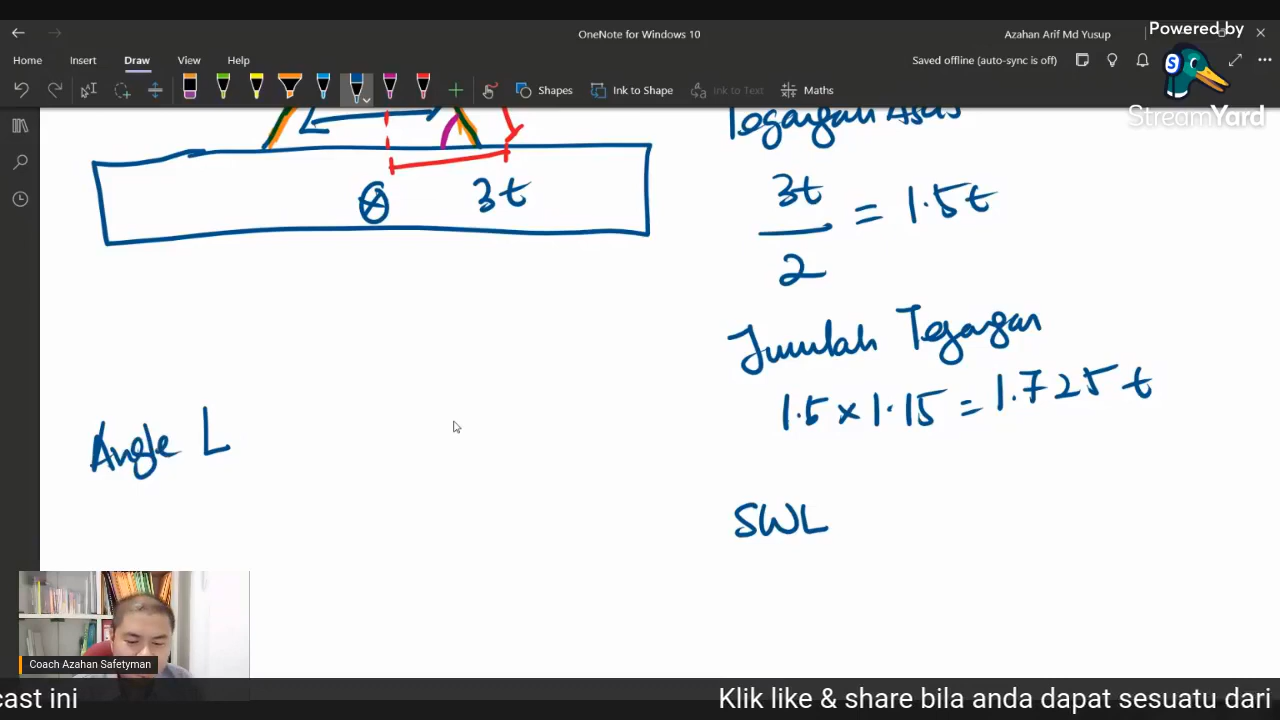 Powered by
OneNote for Windows 10
Azahan Arif Md Yusup
StreamYard
Home Insert Draw View Help
Saved offline (auto-sync is off)
Shapes Ink to Shape Ink to Text Maths
Tegangan Asas
3t
3t
2
= 1.5t
Jumlah Tegangan
1.5 x 1.15 = 1.725 t
Angle L
SWL
Coach Azahan Safetyman
cast ini
Klik like & share bila anda dapat sesuatu dari